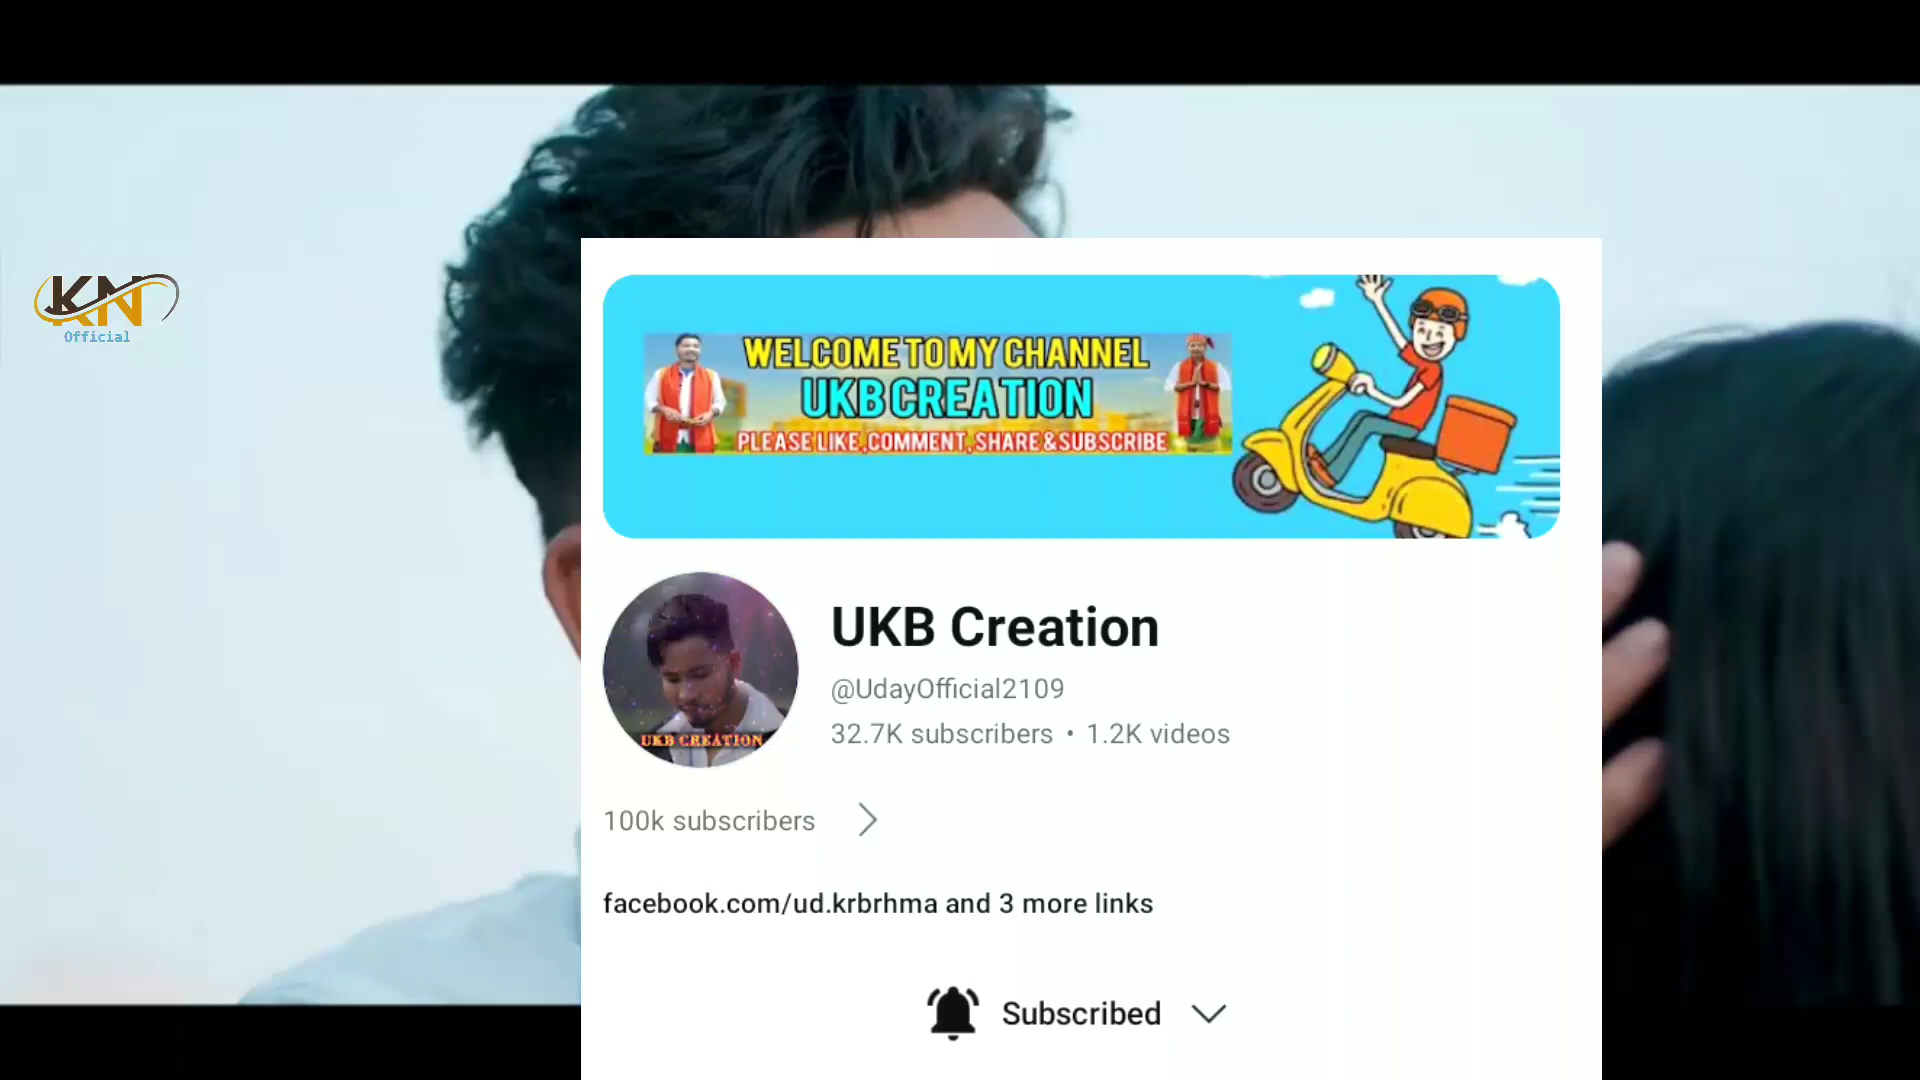 KN
Official
WELCOME TO MY CHANNEL
UKB CREATION
PLEASE LIKE, COMMENT, SHARE & SUBSCRIBE
UKB CREATION
UKB Creation
@UdayOfficial2109
32.7K subscribers • 1.2K videos
100k subscribers
facebook.com/ud.krbrhma and 3 more links
Subscribed